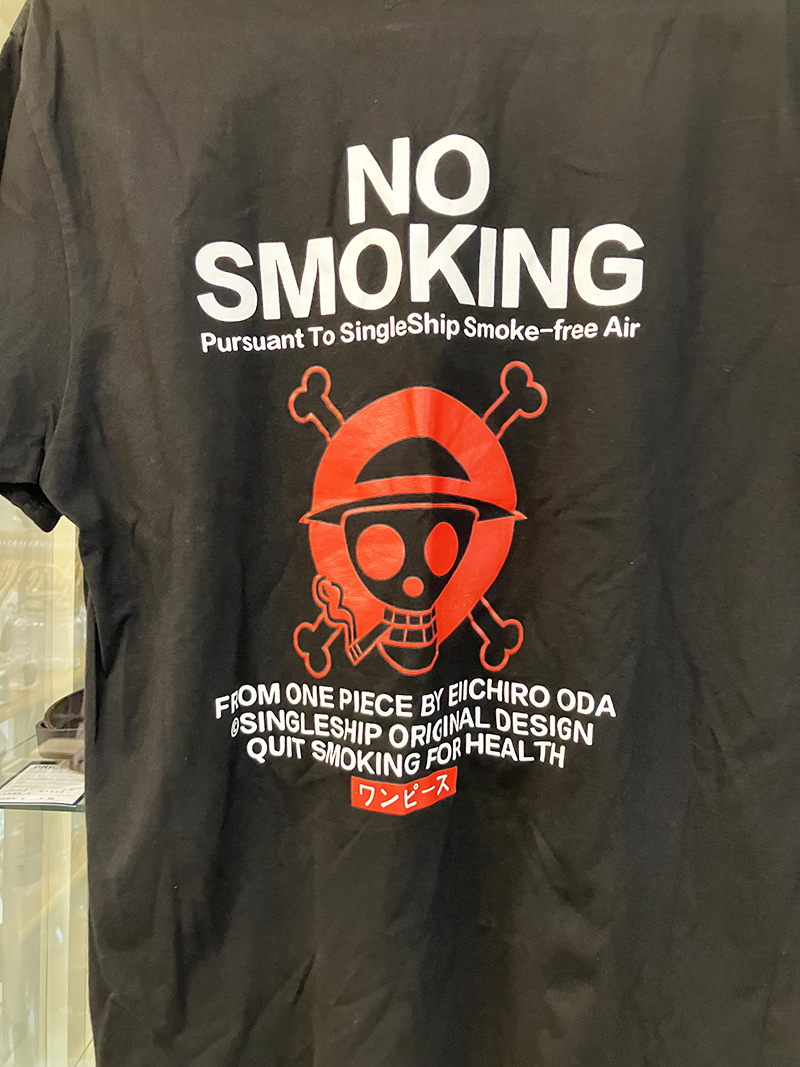 NO
SMOKING
Pursuant To SingleShip Smoke-free Air
FROM ONE PIECE BY EIICHIRO ODA
©SINGLESHIP ORIGINAL DESIGN
QUIT SMOKING FOR HEALTH
ワンピース